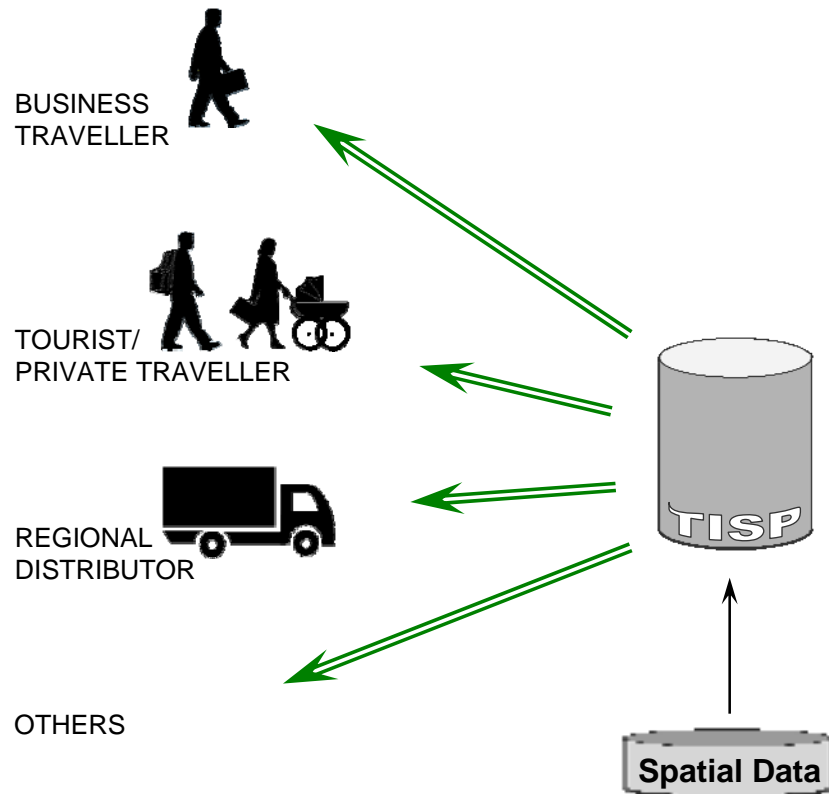 BUSINESS
TRAVELLER
TOURIST/
PRIVATE TRAVELLER
REGIONAL
DISTRIBUTOR
TISP
OTHERS
Spatial Data